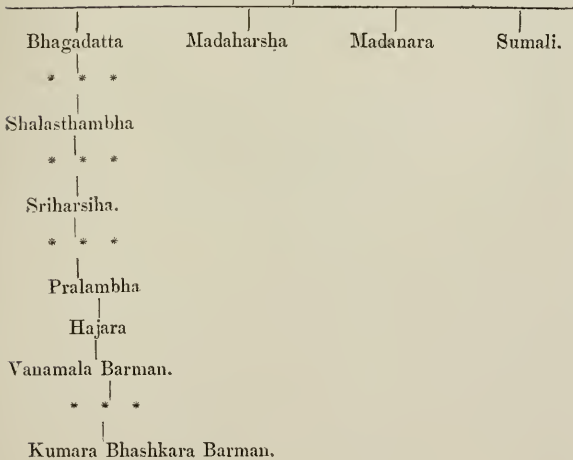 Bhagadatta Madaharsha Madanara Sumali.
* * *
Shalasthambha
* * *
Sriharsiha.
* * *
Pralambha
Hajara
Vanamala Barman.
* * *
Kumara Bhashkara Barman.